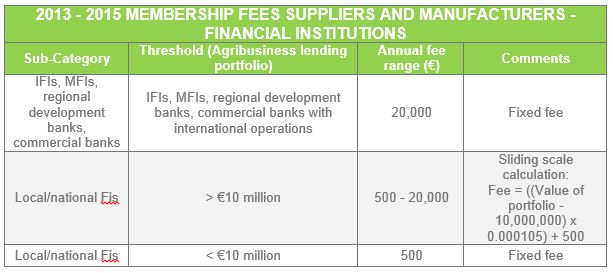 2013 - 2015 MEMBERSHIP FEES SUPPLIERS AND MANUFACTURERS -
FINANCIAL INSTITUTIONS
Sub-Category
Threshold (Agribusiness lending
portfolio)
Annual fee
range (€)
Comments
IFIs, MFIs,
regional
development
banks,
commercial banks
IFIs, MFIs, regional development
banks, commercial banks with
international operations
20,000
Fixed fee
Local/national Fis
> €10 million
500 - 20,000
Sliding scale
calculation:
Fee = ((Value of
portfolio -
10,000,000) x
0.000105) + 500
Local/national Fis
< €10 million
500
Fixed fee